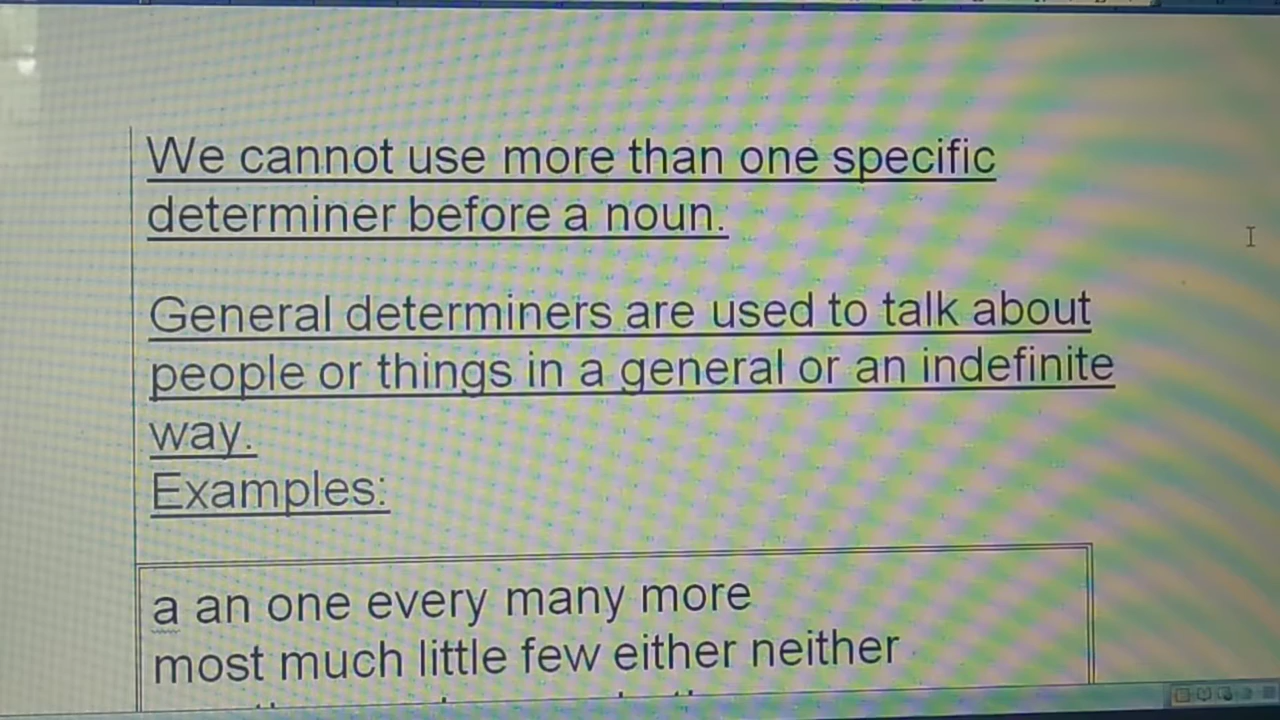 We cannot use more than one specific
determiner before a noun.
General determiners are used to talk about
people or things in a general or an indefinite
way.
Examples:
a an one every many more
most much little few either neither